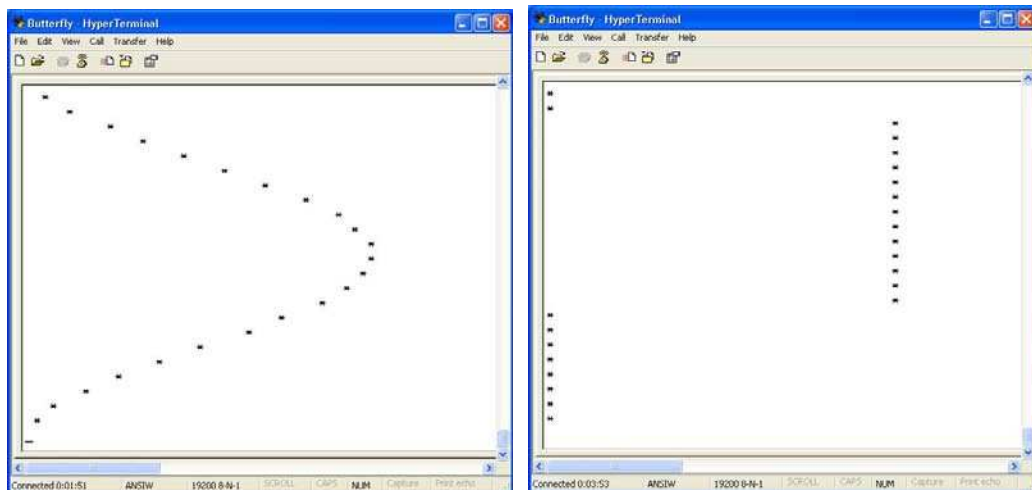 Butterfly - HyperTerminal
File Edit View Call Transfer Help
Connected 0:01:51 ANSIW 19200 8-N-1 SCROLL CAPS NUM Capture Print echo
Butterfly - HyperTerminal
File Edit View Call Transfer Help
Connected 0:03:53 ANSIW 19200 8-N-1 SCROLL CAPS NUM Capture Print echo